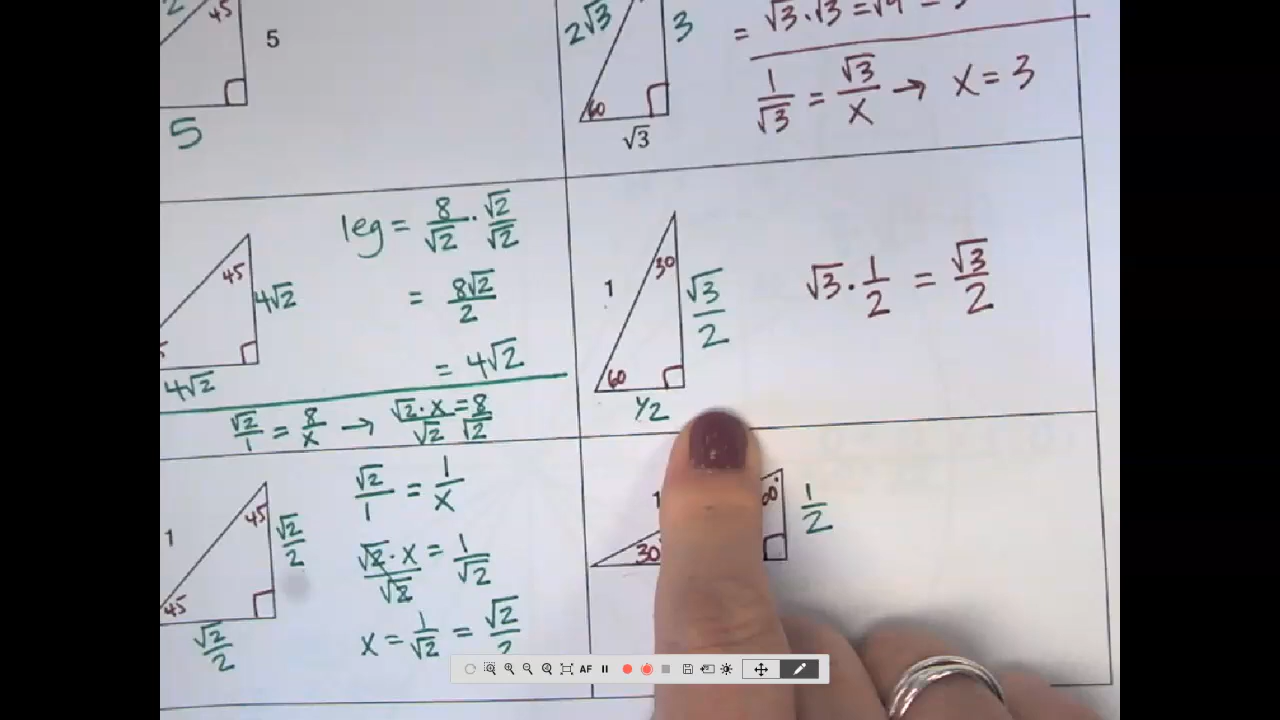 45
5
5
2√3
60
3
√3
= √3·√3 = √9 = 3
1/√3 = √3/x → x = 3
45
4√2
4√2
leg = 8/√2 · √2/√2
= 8√2/2
= 4√2
√2/1 = 8/x → √2·x/√2 = 8/√2
1
30
60
√3/2
1/2
√3 · 1/2 = √3/2
1
45
45
√2/2
√2/2
√2/1 = 1/x
√2·x/√2 = 1/√2
x = 1/√2 = √2/2
1
30
60°
1/2
AF